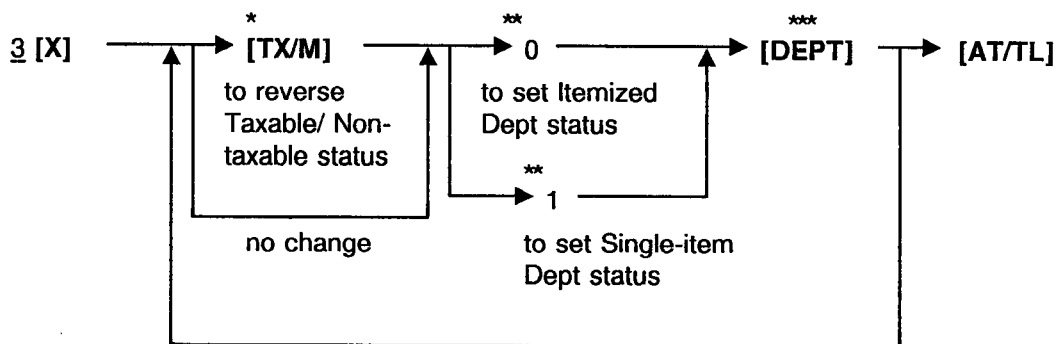 *
**
***
3 [X]
[TX/M]
0
[DEPT]
[AT/TL]
to reverse
Taxable/ Non-
taxable status
to set Itemized
Dept status
**
1
no change
to set Single-item
Dept status